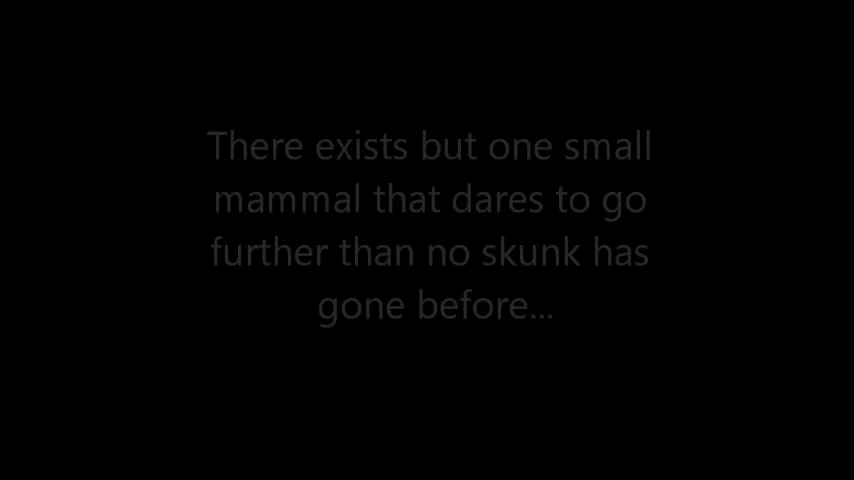 There exists but one small
mammal that dares to go
further than no skunk has
gone before...